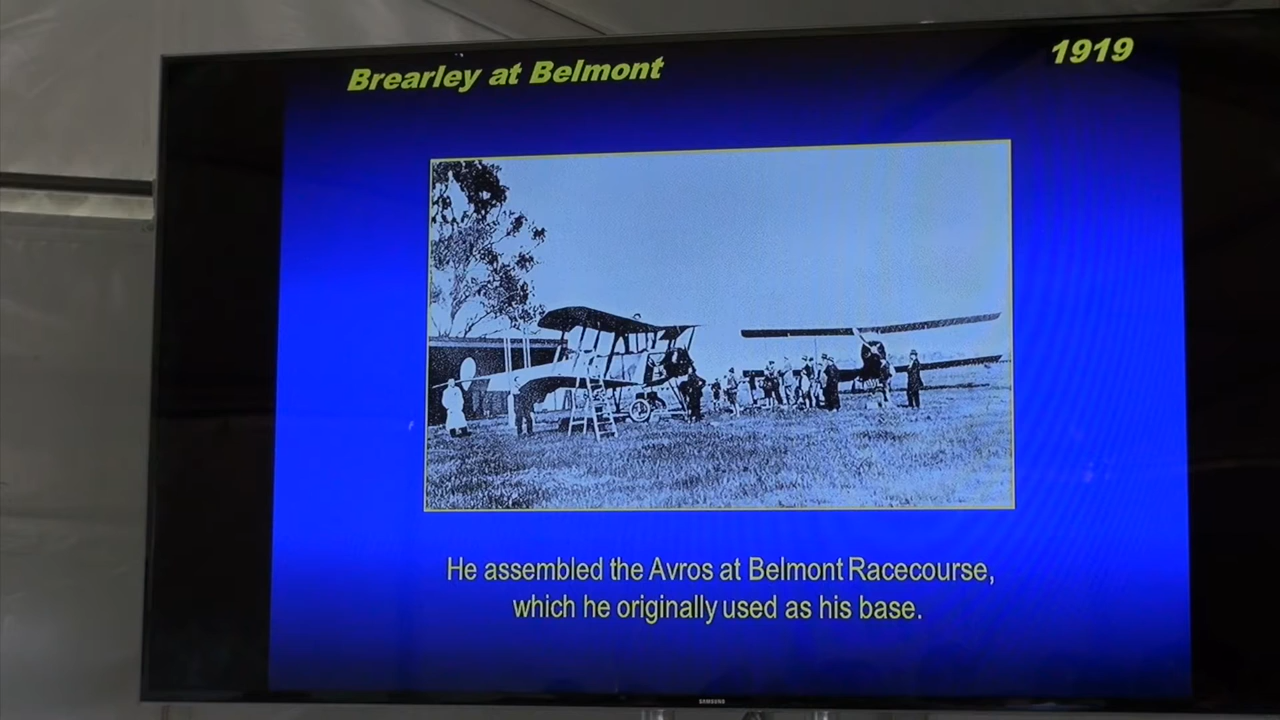 Brearley at Belmont
1919
He assembled the Avros at Belmont Racecourse,
which he originally used as his base.
SAMSUNG